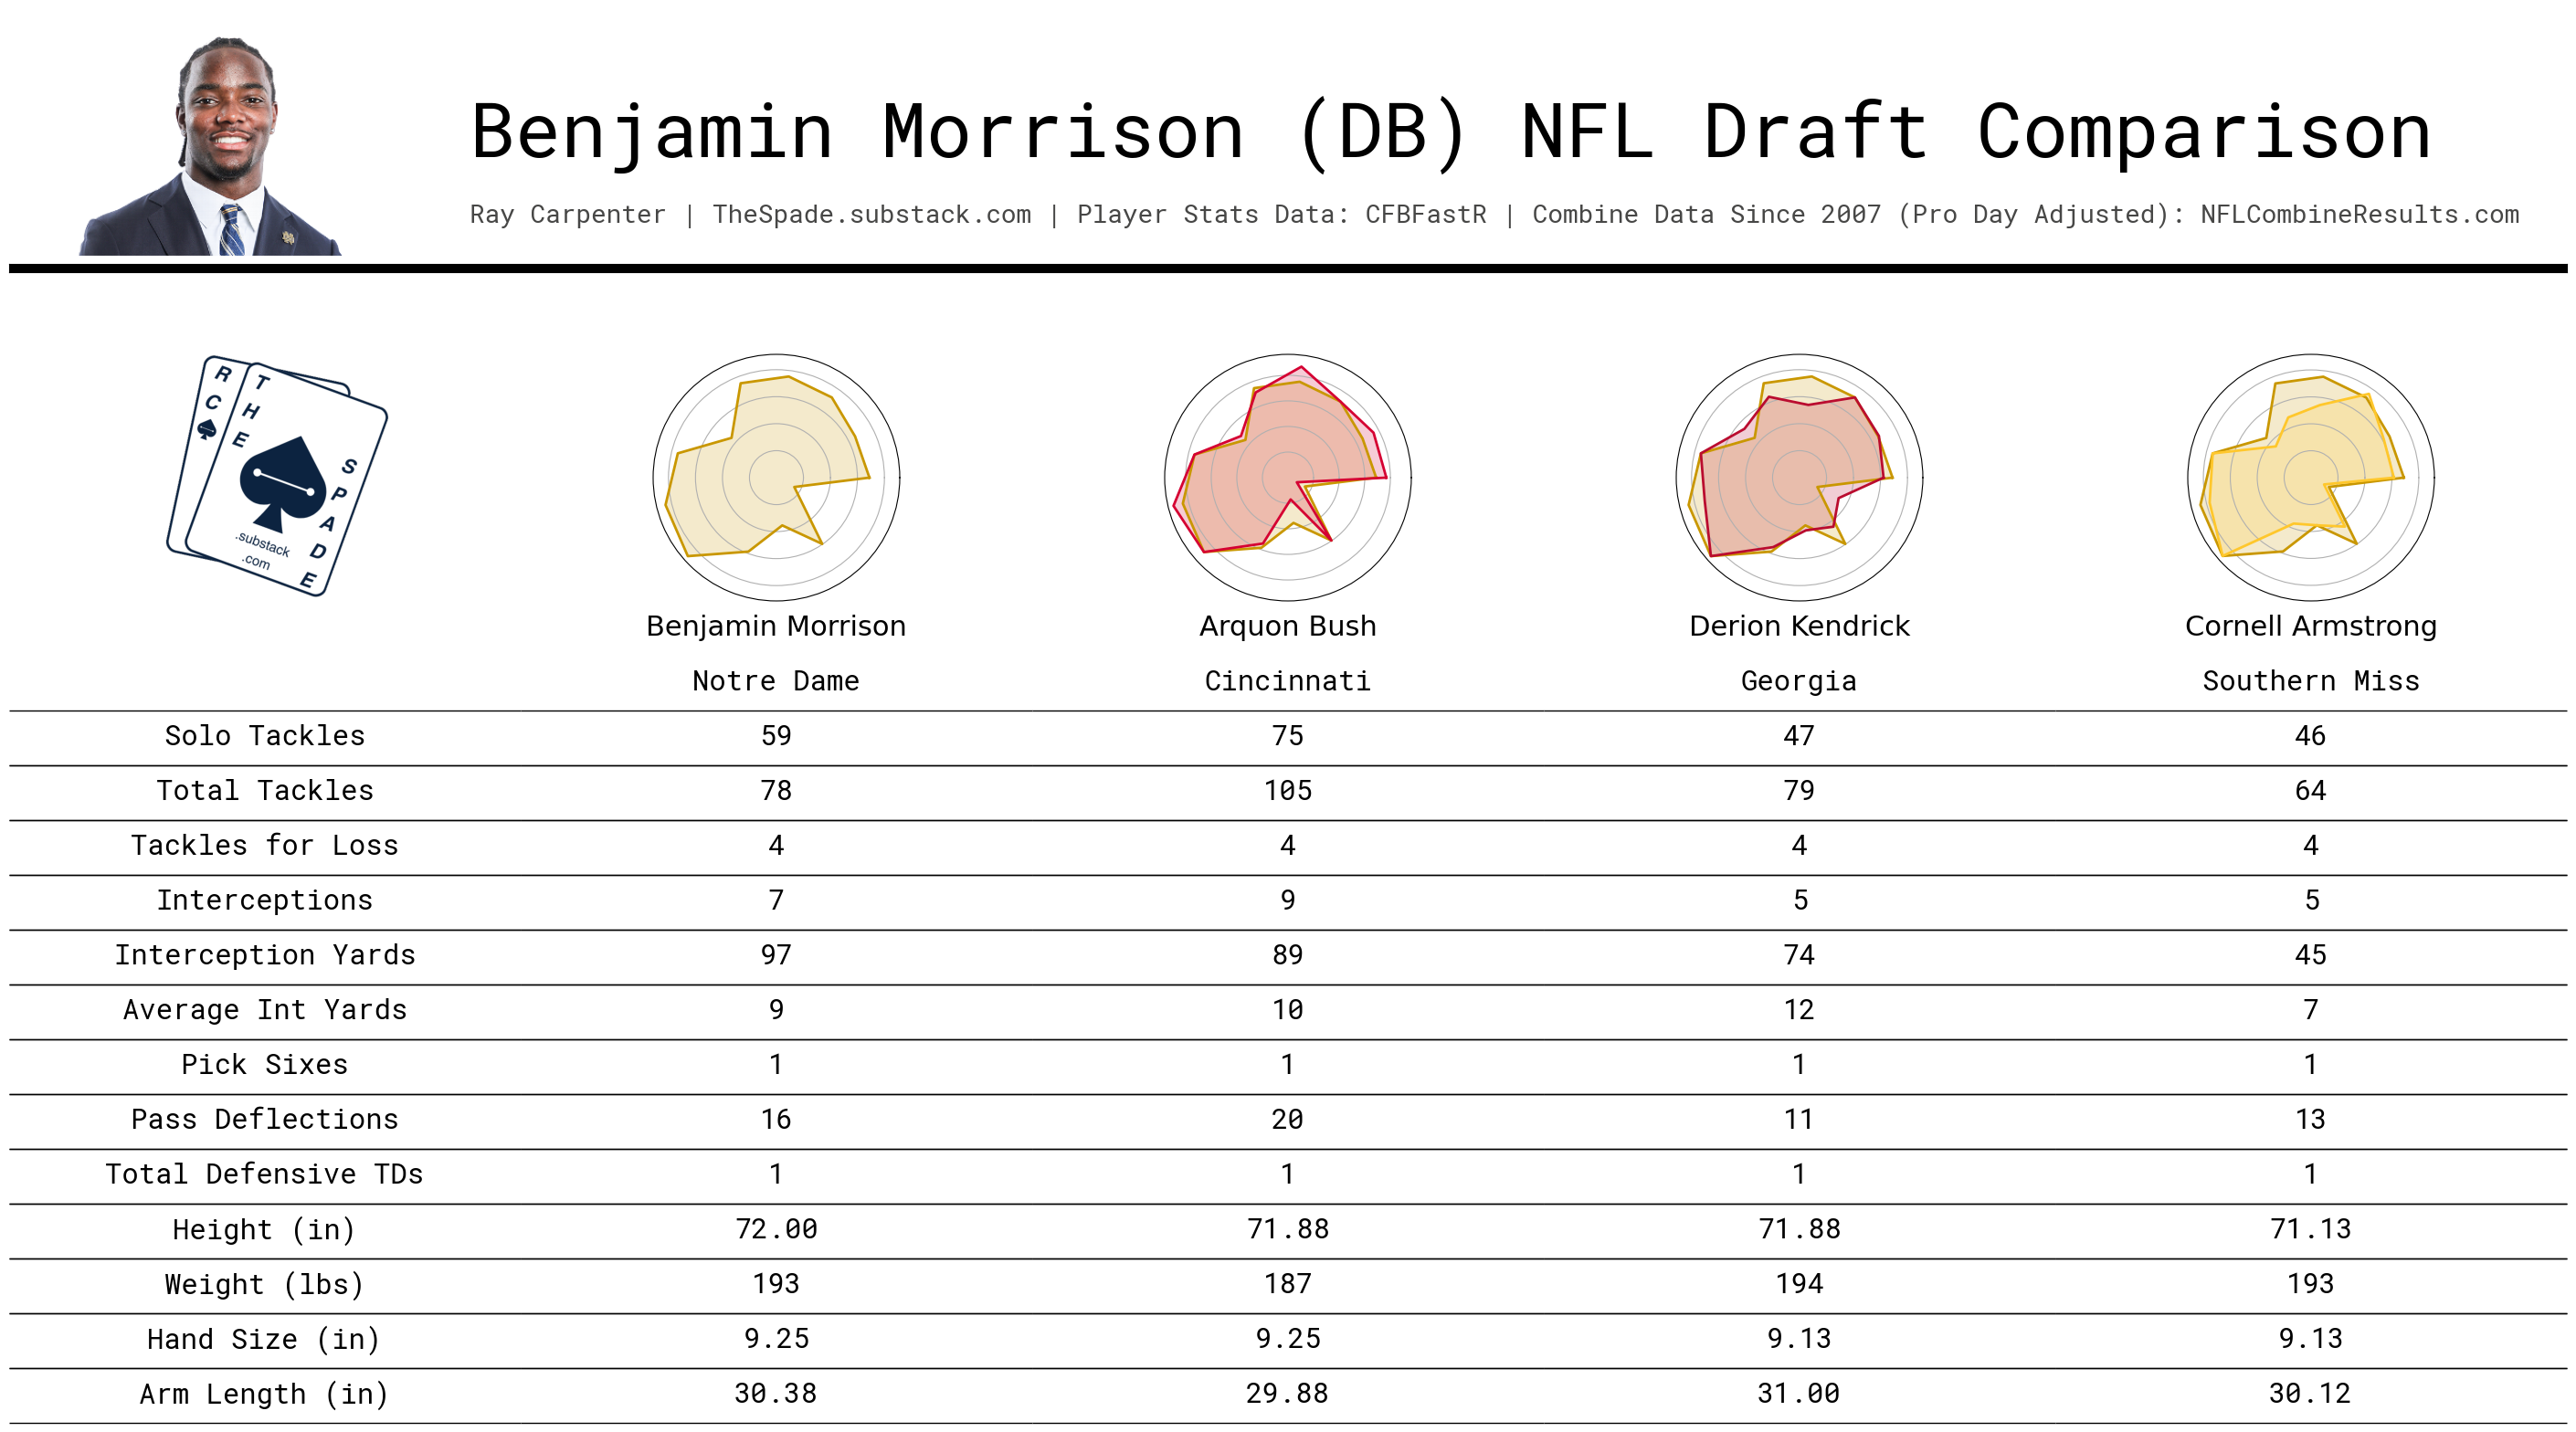 Benjamin Morrison (DB) NFL Draft Comparison
Ray Carpenter | TheSpade.substack.com | Player Stats Data: CFBFastR | Combine Data Since 2007 (Pro Day Adjusted): NFLCombineResults.com
RC
THE
SPADE
.substack
.com
Benjamin Morrison Arquon Bush Derion Kendrick Cornell Armstrong
Notre Dame Cincinnati Georgia Southern Miss
Solo Tackles 59 75 47 46
Total Tackles 78 105 79 64
Tackles for Loss 4 4 4 4
Interceptions 7 9 5 5
Interception Yards 97 89 74 45
Average Int Yards 9 10 12 7
Pick Sixes 1 1 1 1
Pass Deflections 16 20 11 13
Total Defensive TDs 1 1 1 1
Height (in) 72.00 71.88 71.88 71.13
Weight (lbs) 193 187 194 193
Hand Size (in) 9.25 9.25 9.13 9.13
Arm Length (in) 30.38 29.88 31.00 30.12